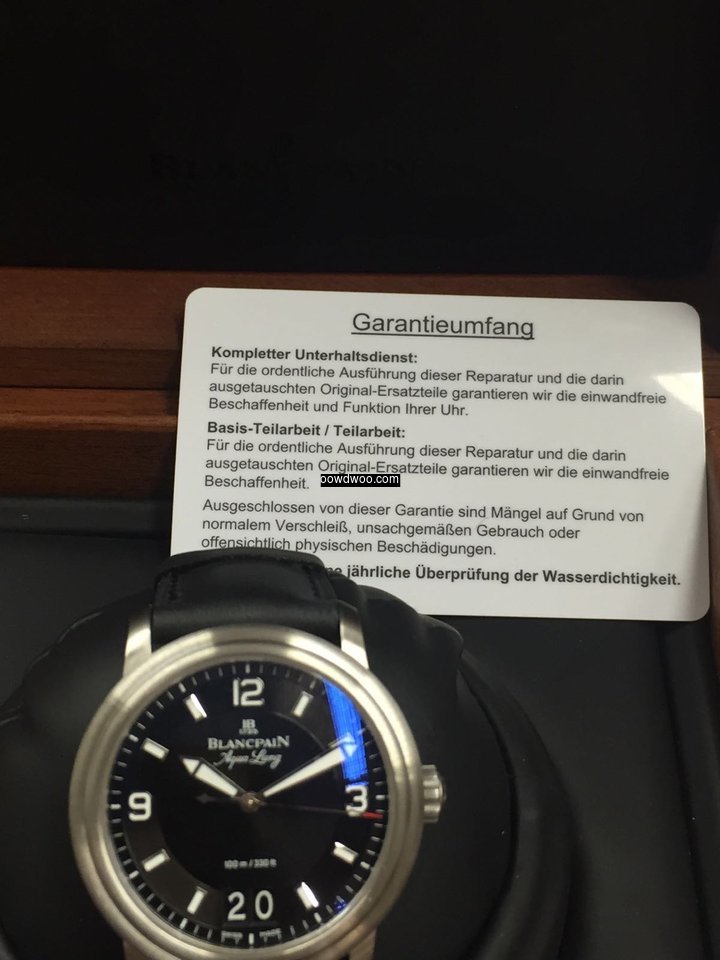 Garantieumfang
Kompletter Unterhaltsdienst:
Für die ordentliche Ausführung dieser Reparatur und die darin
ausgetauschten Original-Ersatzteile garantieren wir die einwandfreie
Beschaffenheit und Funktion Ihrer Uhr.
Basis-Teilarbeit / Teilarbeit:
Für die ordentliche Ausführung dieser Reparatur und die darin
ausgetauschten Original-Ersatzteile garantieren wir die einwandfreie
Beschaffenheit.
oowdwoo.com
Ausgeschlossen von dieser Garantie sind Mängel auf Grund von
normalem Verschleiß, unsachgemäßen Gebrauch oder
offensichtlich physischen Beschädigungen.
jährliche Überprüfung der Wasserdichtigkeit.
12
JB
BLANCPAIN
Aqua Lung
9
3
100 m / 330 ft
20
SWISS MADE